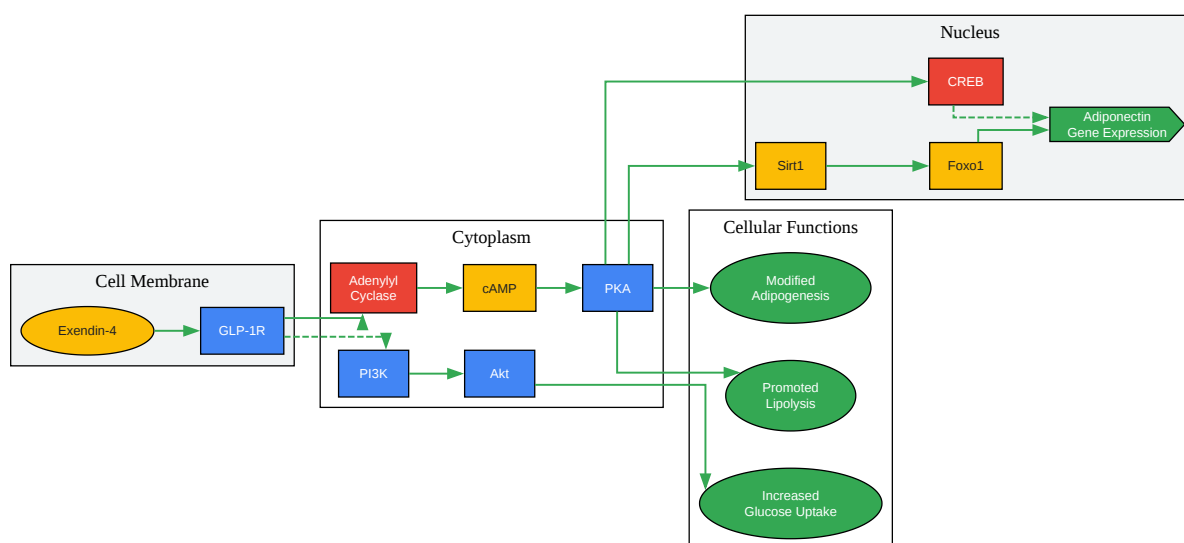 Nucleus
CREB
Adiponectin
Gene Expression
Sirt1
Foxo1
Cytoplasm
Cellular Functions
Cell Membrane
Adenylyl
Cyclase
cAMP
PKA
Modified
Adipogenesis
Exendin-4
GLP-1R
PI3K
Akt
Promoted
Lipolysis
Increased
Glucose Uptake